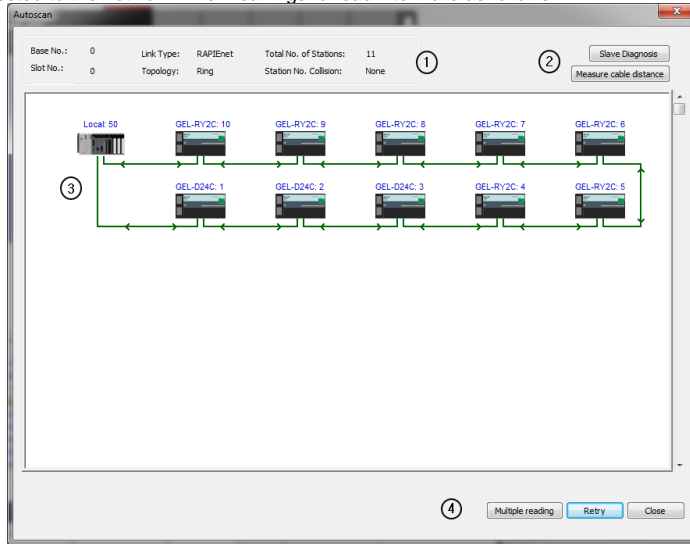 Autoscan
Base No.: 0 Link Type: RAPIEnet Total No. of Stations: 11 1 2 Slave Diagnosis
Slot No.: 0 Topology: Ring Station No. Collision: None Measure cable distance
Local: 50 GEL-RY2C: 10 GEL-RY2C: 9 GEL-RY2C: 8 GEL-RY2C: 7 GEL-RY2C: 6
3 GEL-D24C: 1 GEL-D24C: 2 GEL-D24C: 3 GEL-RY2C: 4 GEL-RY2C: 5
4 Multiple reading Retry Close